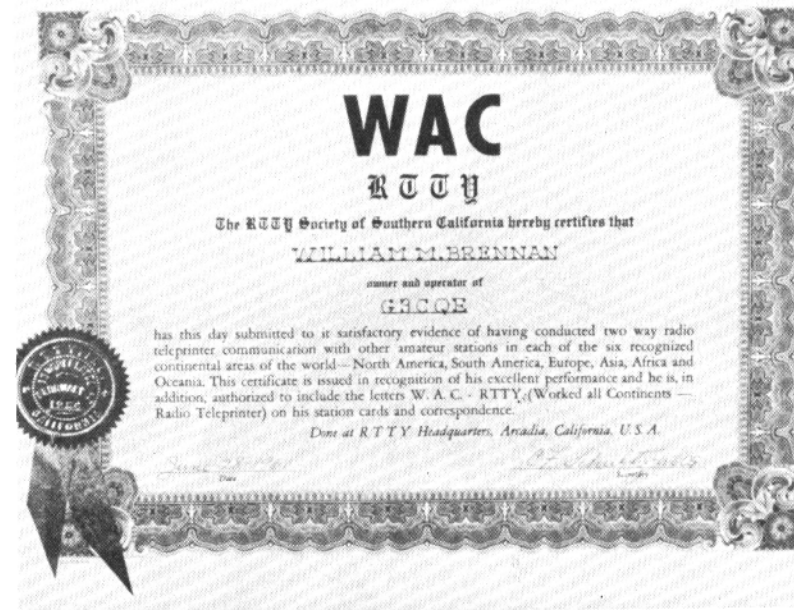 WAC
RTTY
The RTTY Society of Southern California hereby certifies that
WILLIAM M. BRENNAN
owner and operator of
G3CQE
has this day submitted to it satisfactory evidence of having conducted two way radio
teleprinter communication with other amateur stations in each of the six recognized
continental areas of the world—North America, South America, Europe, Asia, Africa and
Oceania. This certificate is issued in recognition of his excellent performance and he is, in
addition, authorized to include the letters W. A. C. - RTTY, (Worked all Continents —
Radio Teleprinter) on his station cards and correspondence.
Done at RTTY Headquarters, Arcadia, California, U. S. A.
Date